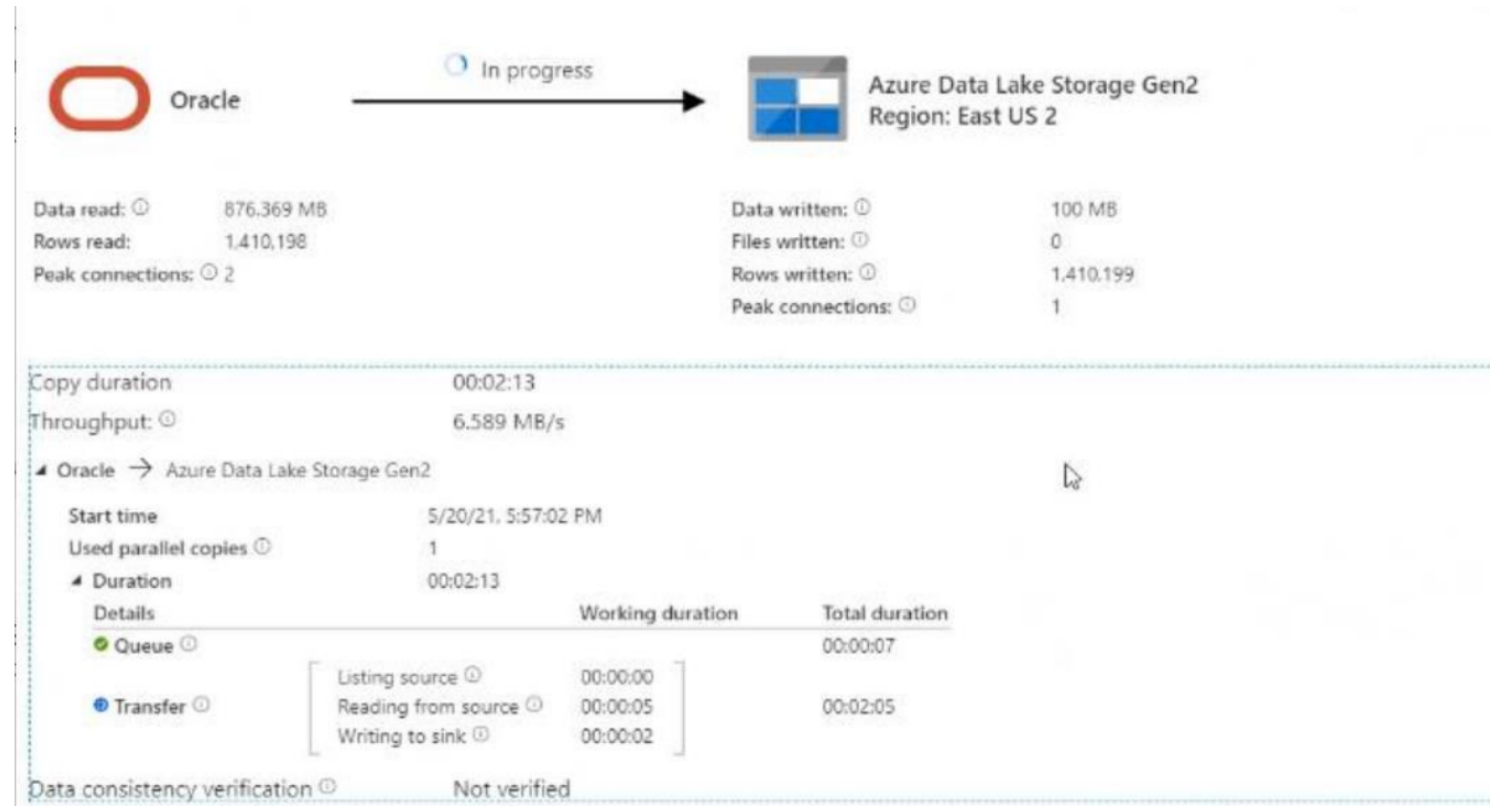 In progress
Oracle
Azure Data Lake Storage Gen2
Region: East US 2
Data read: 876.369 MB
Rows read: 1,410,198
Peak connections: 2
Data written: 100 MB
Files written: 0
Rows written: 1,410,199
Peak connections: 1
Copy duration 00:02:13
Throughput: 6.589 MB/s
Oracle → Azure Data Lake Storage Gen2
Start time 5/20/21, 5:57:02 PM
Used parallel copies 1
Duration 00:02:13
Details Working duration Total duration
Queue 00:00:07
Listing source 00:00:00
Transfer Reading from source 00:00:05 00:02:05
Writing to sink 00:00:02
Data consistency verification Not verified